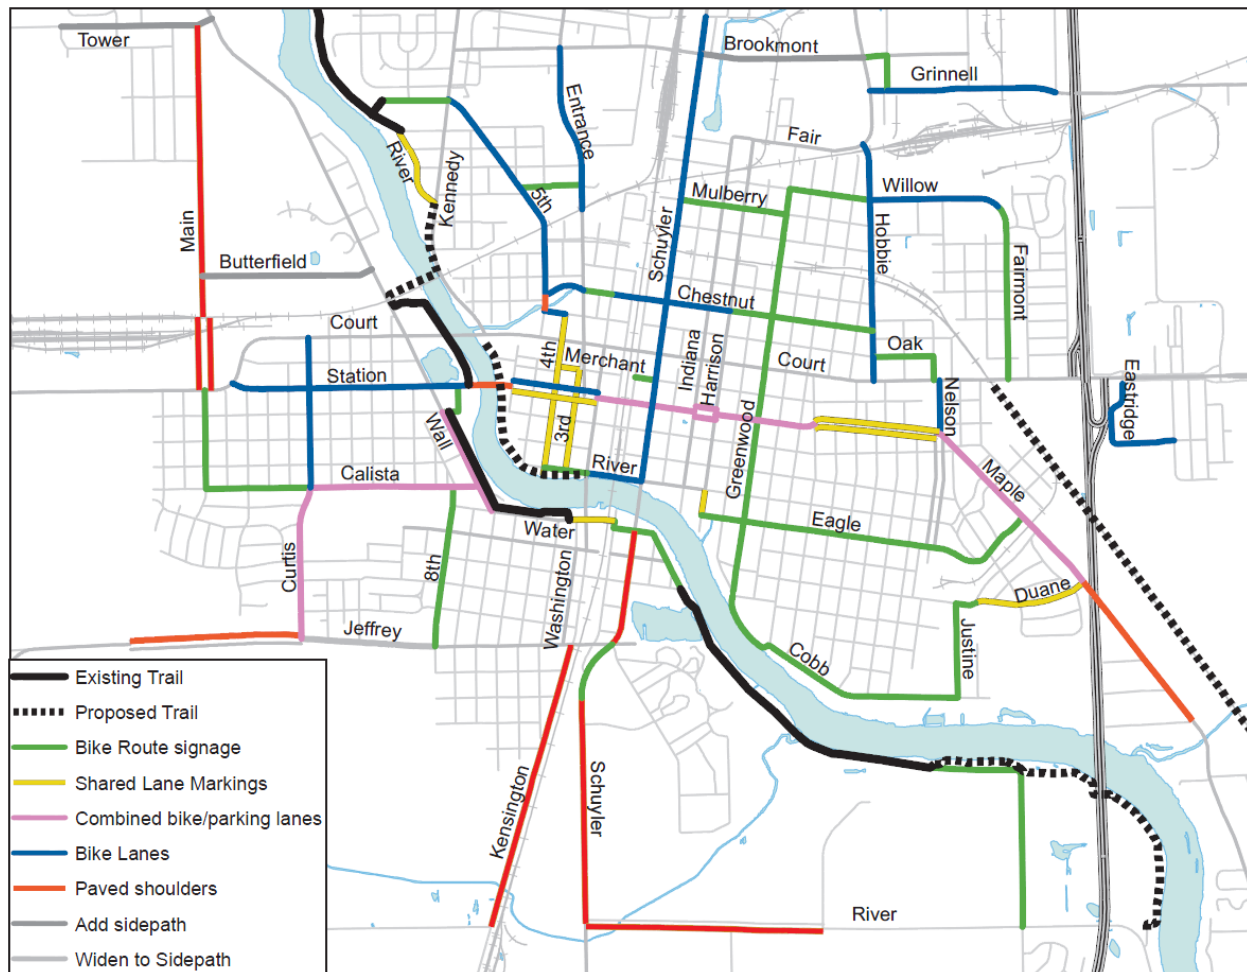 Tower
Brookmont
Grinnell
Entrance
River
Kennedy
Fair
5th
Mulberry
Willow
Main
Schuyler
Hobbie
Fairmont
Butterfield
Chestnut
Court
4th
Merchant
Indiana
Harrison
Court
Oak
Station
Eastridge
Nelson
Wall
3rd
Greenwood
River
Calista
Maple
Eagle
Water
Curtis
8th
Washington
Duane
Jeffrey
Justine
Cobb
Existing Trail
Proposed Trail
Bike Route signage
Shared Lane Markings
Combined bike/parking lanes
Bike Lanes
Paved shoulders
Add sidepath
Widen to Sidepath
Kensington
Schuyler
River